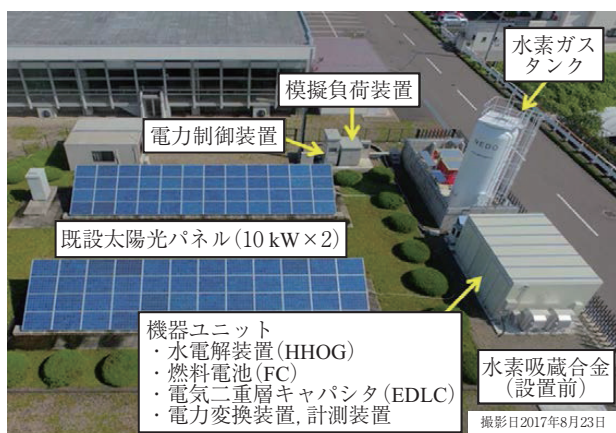 水素ガス
タンク
模擬負荷装置
電力制御装置
NEDO
既設太陽光パネル(10 kW×2)
機器ユニット
・水電解装置(HHOG)
・燃料電池(FC)
・電気二重層キャパシタ(EDLC)
・電力変換装置, 計測装置
水素吸蔵合金
(設置前)
撮影日2017年8月23日